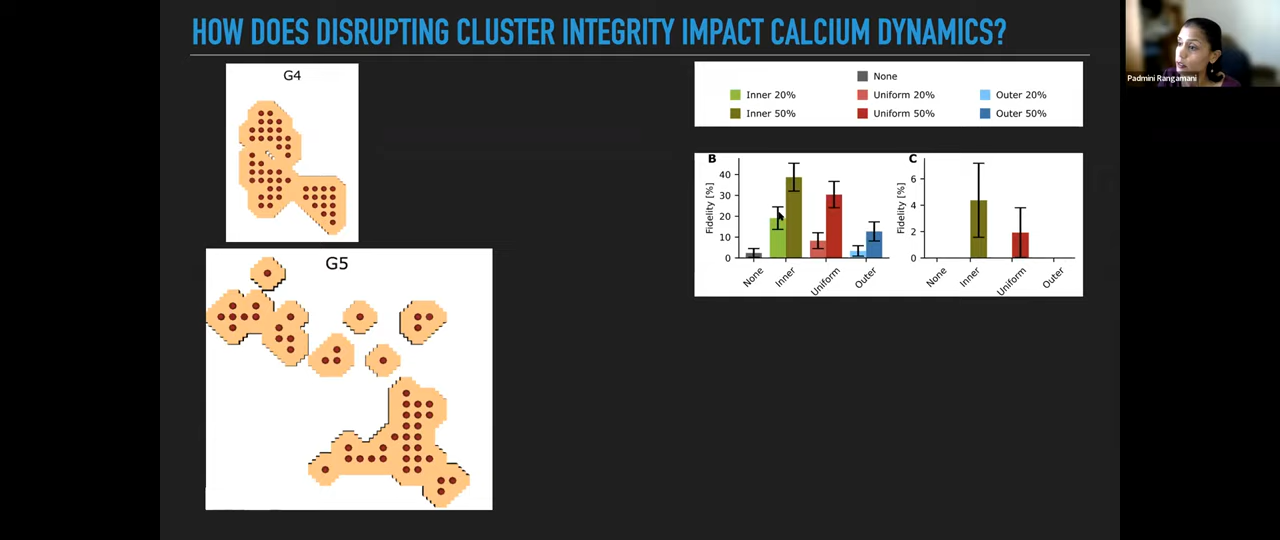 HOW DOES DISRUPTING CLUSTER INTEGRITY IMPACT CALCIUM DYNAMICS?
Padmini Rangamani
G4
G5
None
Inner 20% Uniform 20% Outer 20%
Inner 50% Uniform 50% Outer 50%
B
Fidelity [%]
40
30
20
10
0
None Inner Uniform Outer
C
Fidelity [%]
6
4
2
0
None Inner Uniform Outer